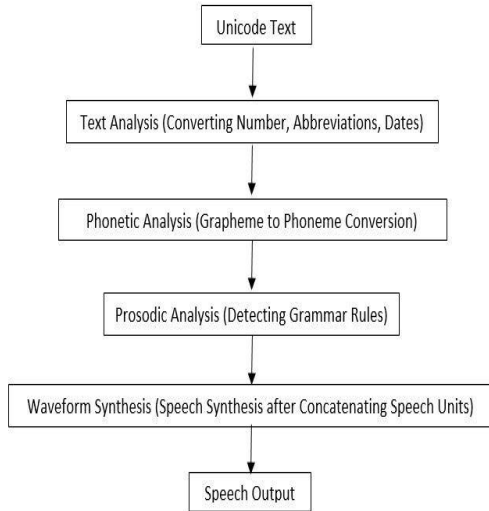 Unicode Text
Text Analysis (Converting Number, Abbreviations, Dates)
Phonetic Analysis (Grapheme to Phoneme Conversion)
Prosodic Analysis (Detecting Grammar Rules)
Waveform Synthesis (Speech Synthesis after Concatenating Speech Units)
Speech Output